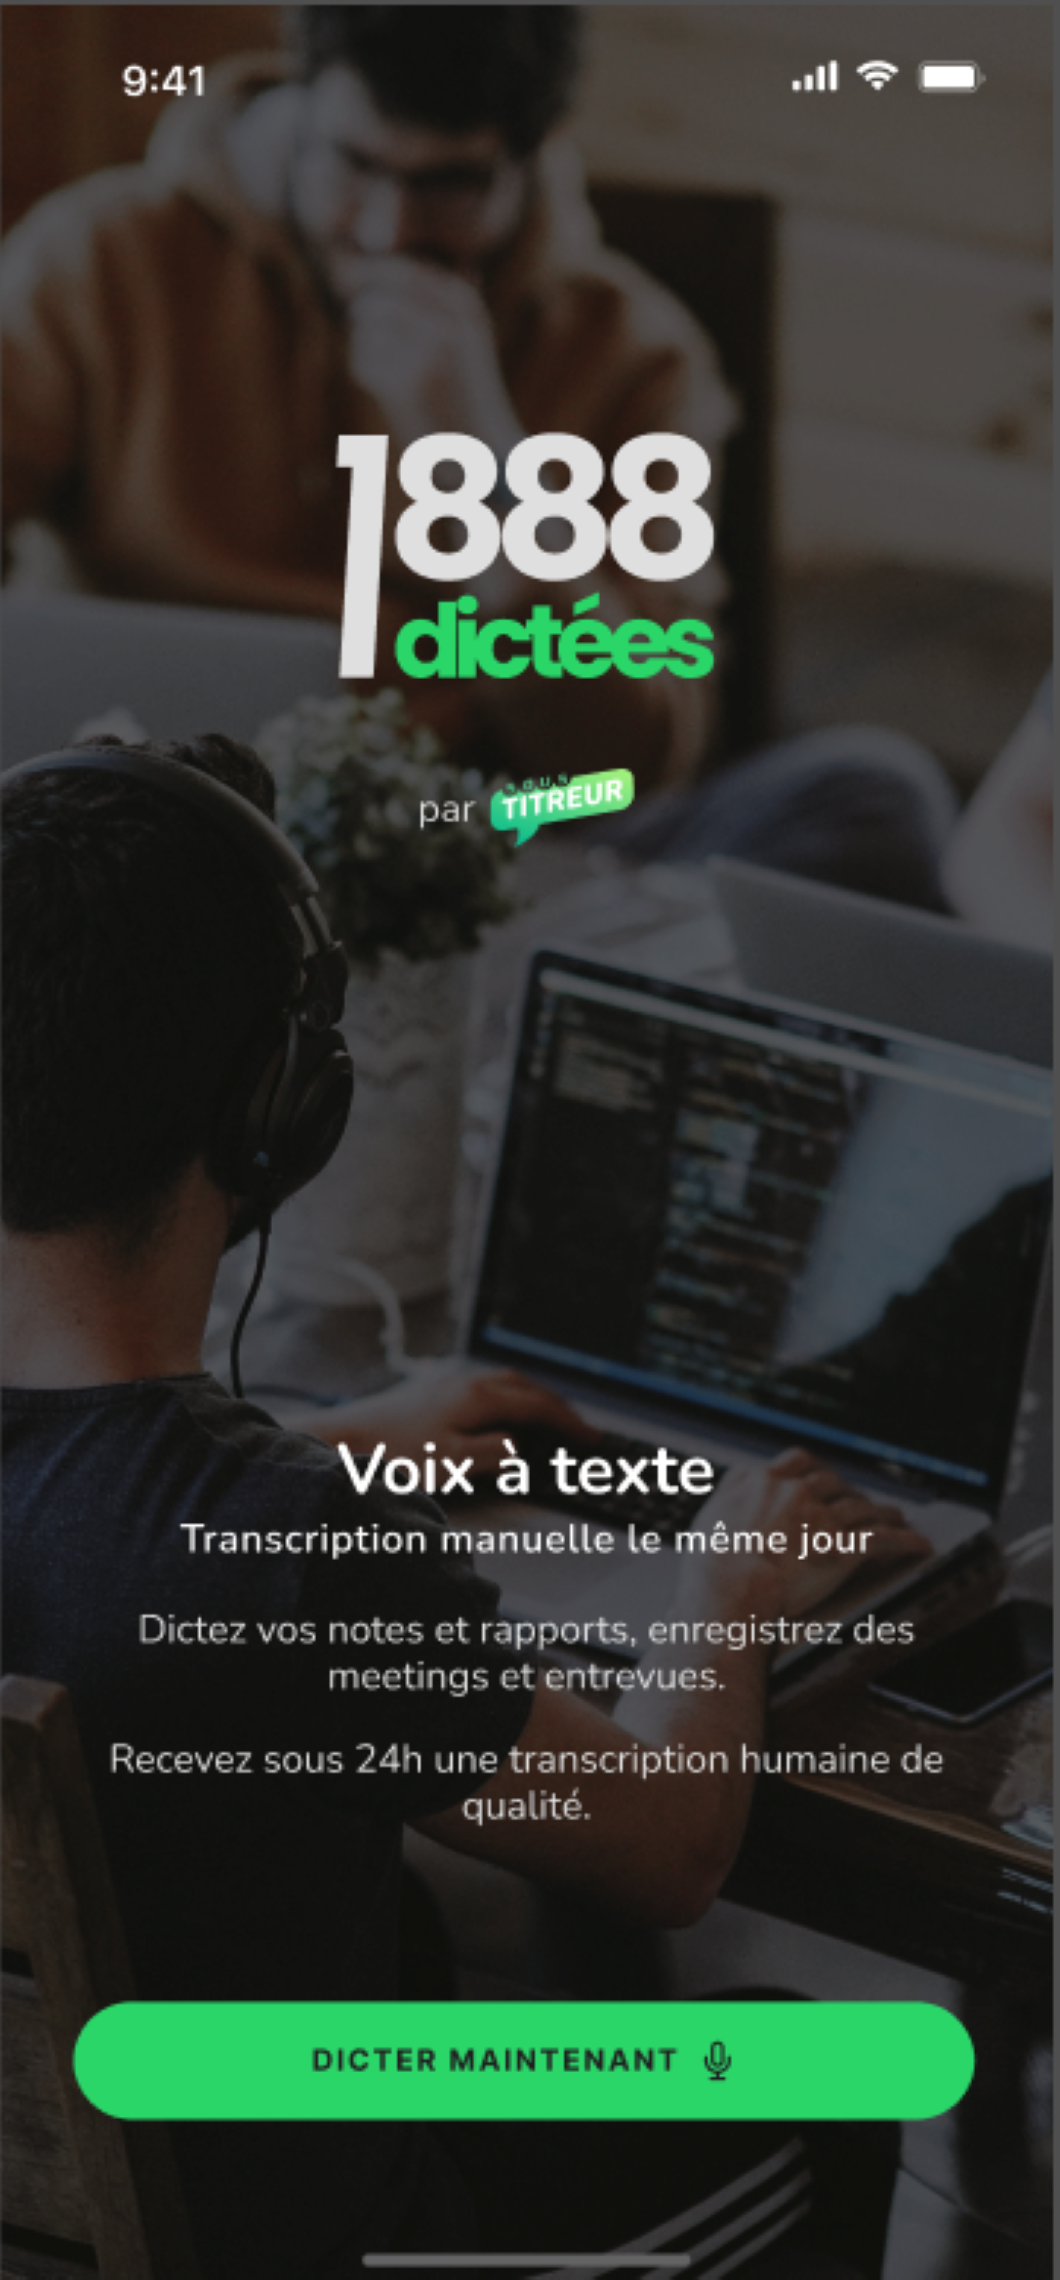 9:41
1888
dictées
par sous TITREUR
Voix à texte
Transcription manuelle le même jour
Dictez vos notes et rapports, enregistrez des
meetings et entrevues.
Recevez sous 24h une transcription humaine de
qualité.
DICTER MAINTENANT